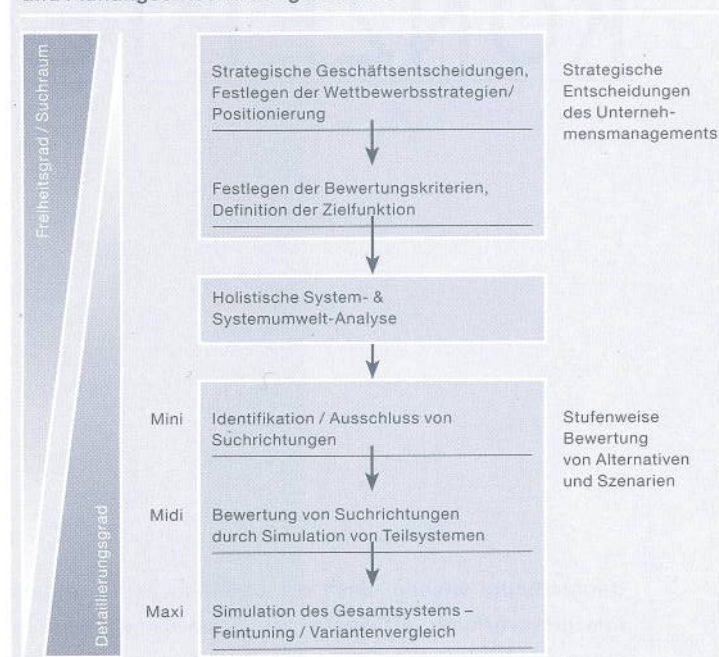 Freiheitsgrad / Suchraum
Detaillierungsgrad
Strategische Geschäftsentscheidungen,
Festlegen der Wettbewerbsstrategien/
Positionierung
Strategische
Entscheidungen
des Unterneh-
mensmanagements
Festlegen der Bewertungskriterien,
Definition der Zielfunktion
Holistische System- &
Systemumwelt-Analyse
Mini
Identifikation / Ausschluss von
Suchrichtungen
Stufenweise
Bewertung
von Alternativen
und Szenarien
Midi
Bewertung von Suchrichtungen
durch Simulation von Teilsystemen
Maxi
Simulation des Gesamtsystems –
Feintuning / Variantenvergleich